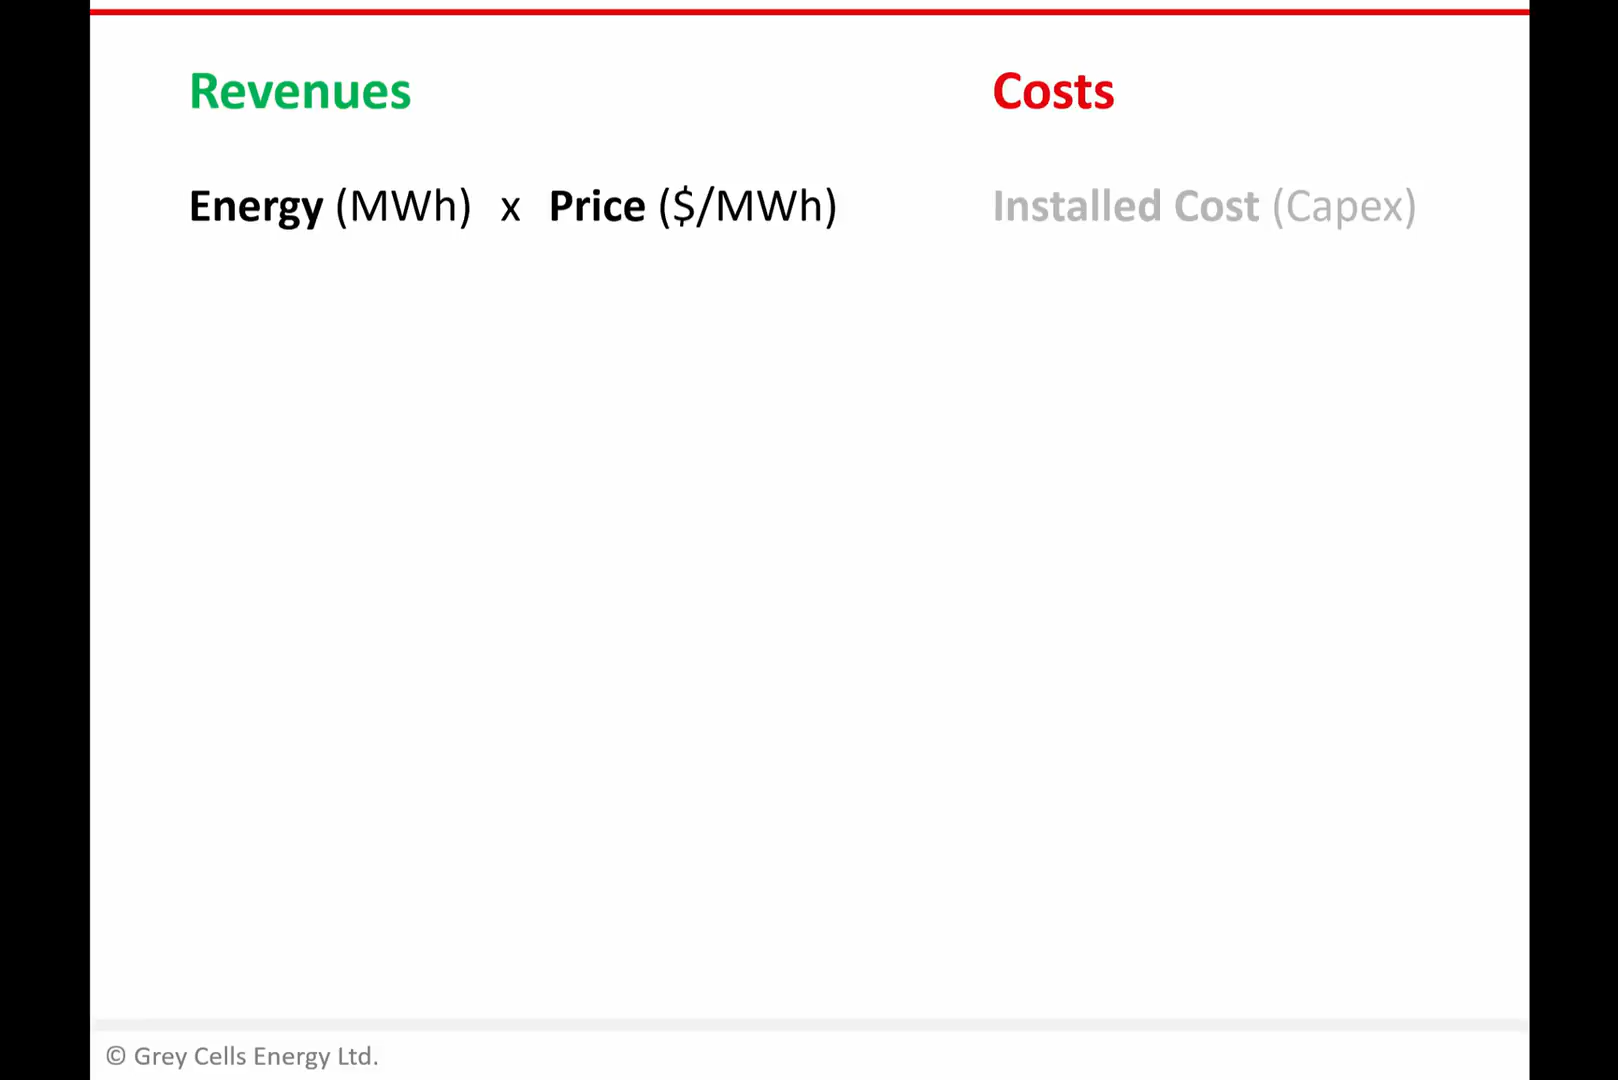 Revenues
Costs
Energy (MWh) x Price ($/MWh)
Installed Cost (Capex)
© Grey Cells Energy Ltd.